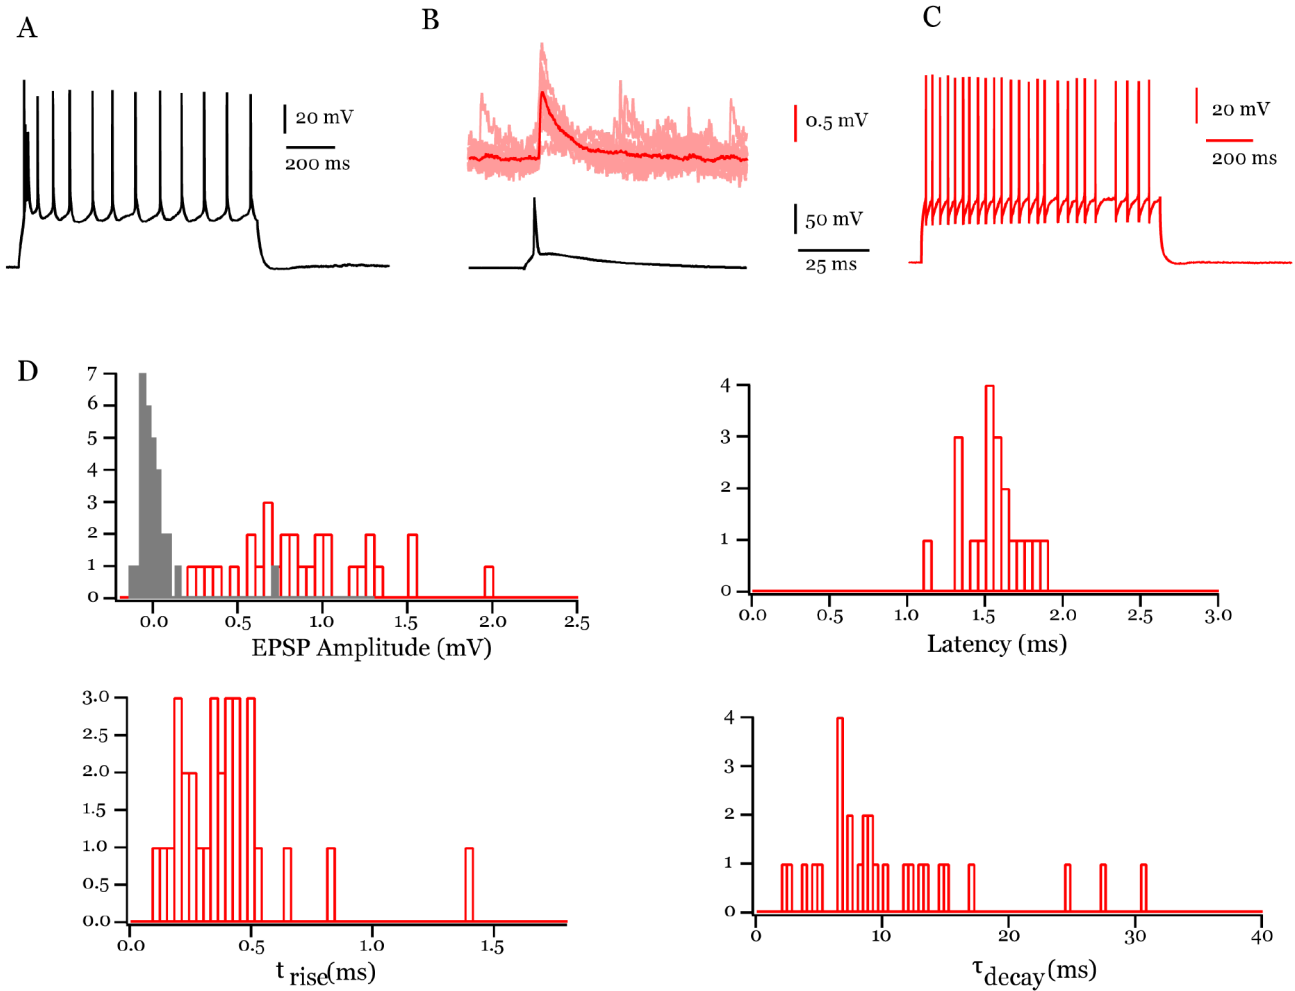 A
B
C
20 mV
200 ms
0.5 mV
50 mV
25 ms
20 mV
200 ms
D
7
6
5
4
3
2
1
0
0.0 0.5 1.0 1.5 2.0 2.5
EPSP Amplitude (mV)
4
3
2
1
0
0.0 0.5 1.0 1.5 2.0 2.5 3.0
Latency (ms)
3.0
2.5
2.0
1.5
1.0
0.5
0.0
0.0 0.5 1.0 1.5
t rise(ms)
4
3
2
1
0
0 10 20 30 40
τdecay(ms)